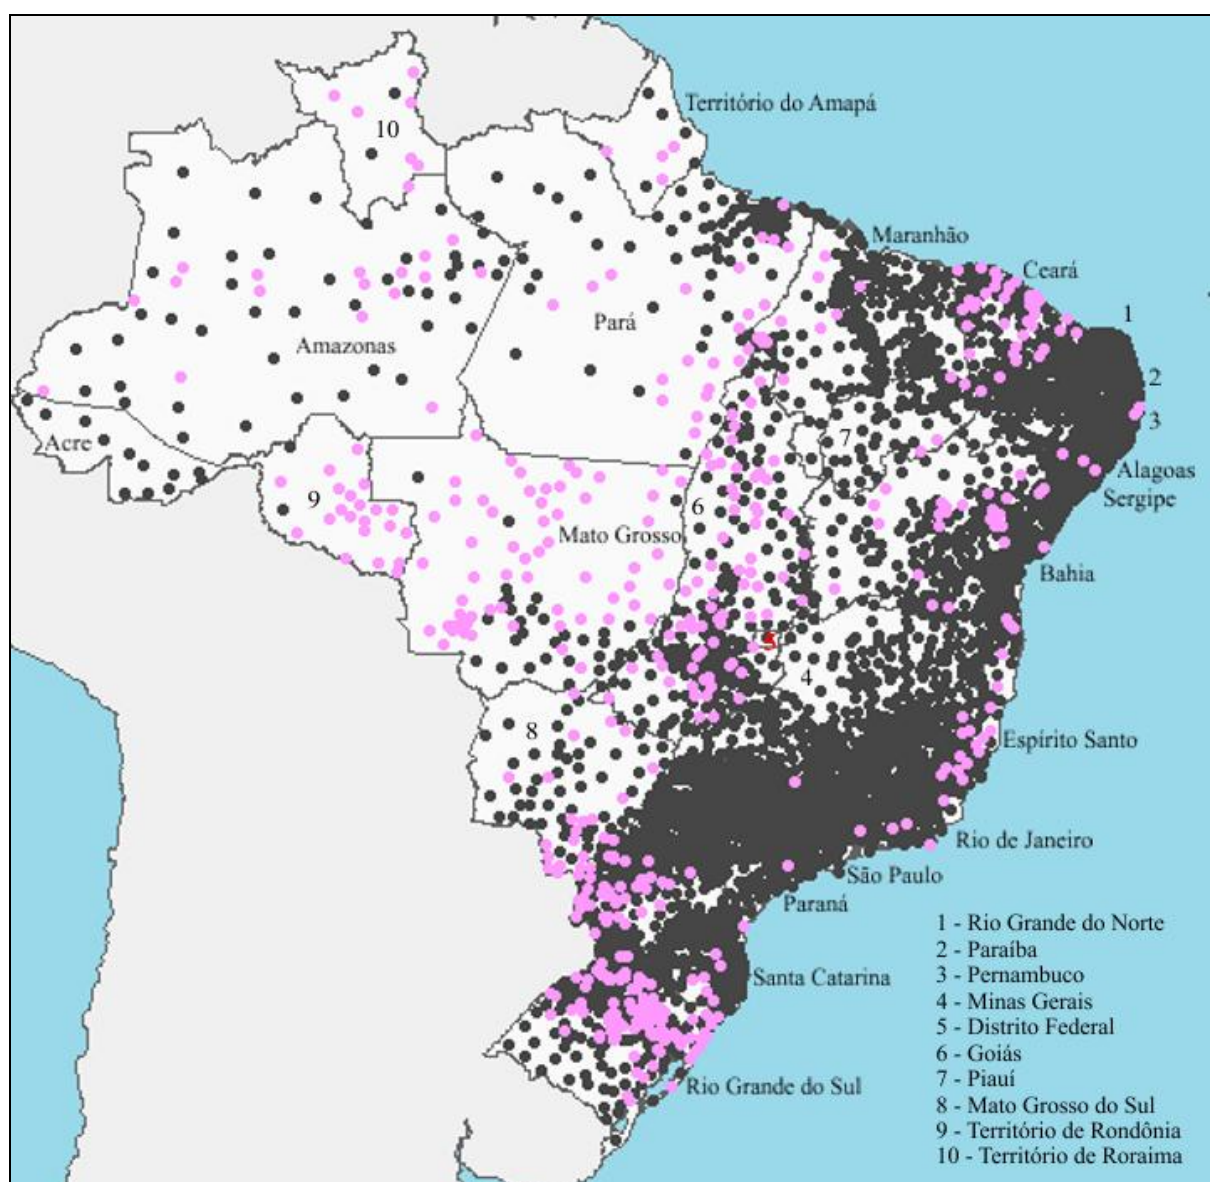 Território do Amapá
10
Maranhão
Ceará
1
Pará
Amazonas
2
3
7
Acre
Alagoas
Sergipe
9
6
Mato Grosso
Bahia
5
4
8
Espírito Santo
Rio de Janeiro
São Paulo
Paraná
1 - Rio Grande do Norte
2 - Paraíba
3 - Pernambuco
4 - Minas Gerais
5 - Distrito Federal
6 - Goiás
7 - Piauí
8 - Mato Grosso do Sul
9 - Território de Rondônia
10 - Território de Roraima
Santa Catarina
Rio Grande do Sul